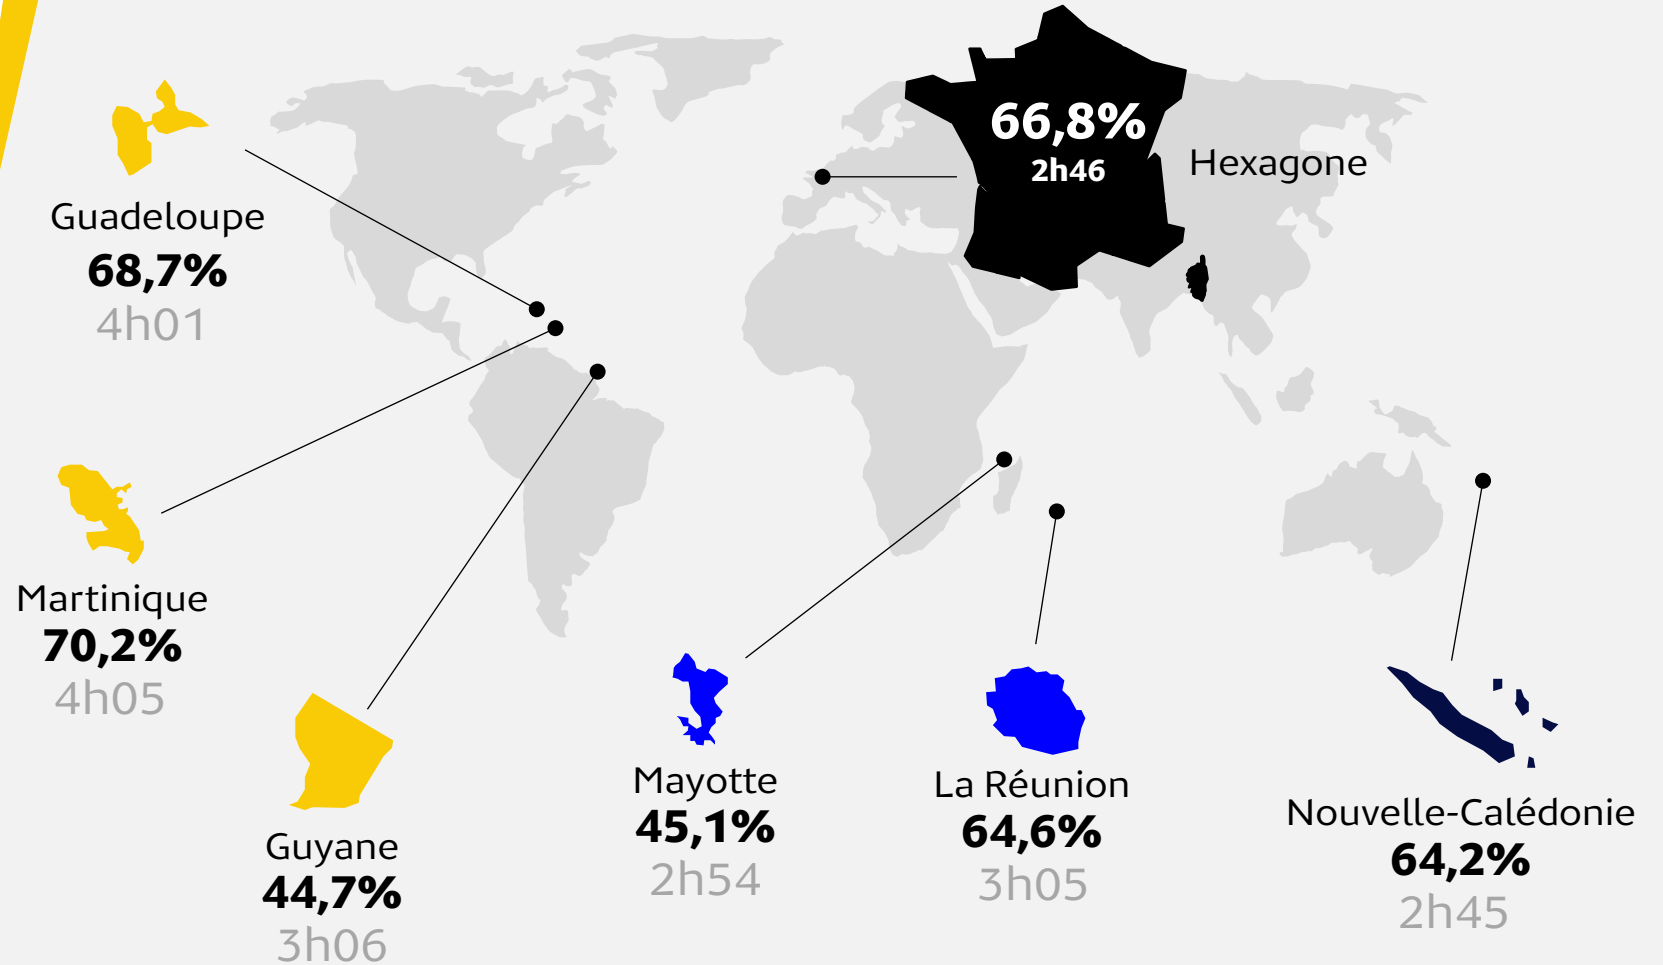 66,8%
2h46
Hexagone
Guadeloupe
68,7%
4h01
Martinique
70,2%
4h05
Guyane
44,7%
3h06
Mayotte
45,1%
2h54
La Réunion
64,6%
3h05
Nouvelle-Calédonie
64,2%
2h45